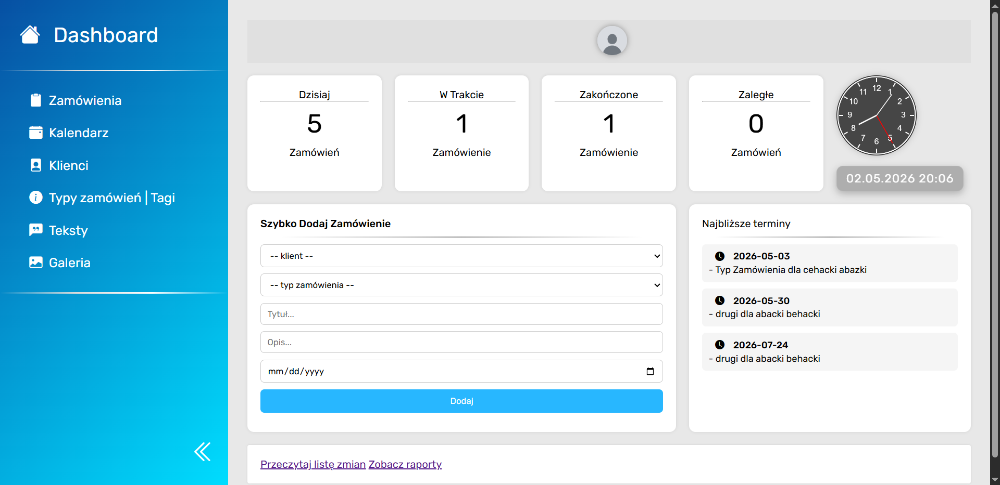 Dashboard
Zamówienia
Kalendarz
Klienci
Typy zamówień | Tagi
Teksty
Galeria
Dzisiaj
5
Zamówień
W Trakcie
1
Zamówienie
Zakończone
1
Zamówienie
Zaległe
0
Zamówień
12
1
2
3
4
5
6
7
8
9
10
11
02.05.2026 20:06
Szybko Dodaj Zamówienie
-- klient --
-- typ zamówienia --
Tytuł...
Opis...
mm/dd/yyyy
Dodaj
Najbliższe terminy
2026-05-03
- Typ Zamówienia dla cehacki abazki
2026-05-30
- drugi dla abacki behacki
2026-07-24
- drugi dla abacki behacki
Przeczytaj listę zmian Zobacz raporty